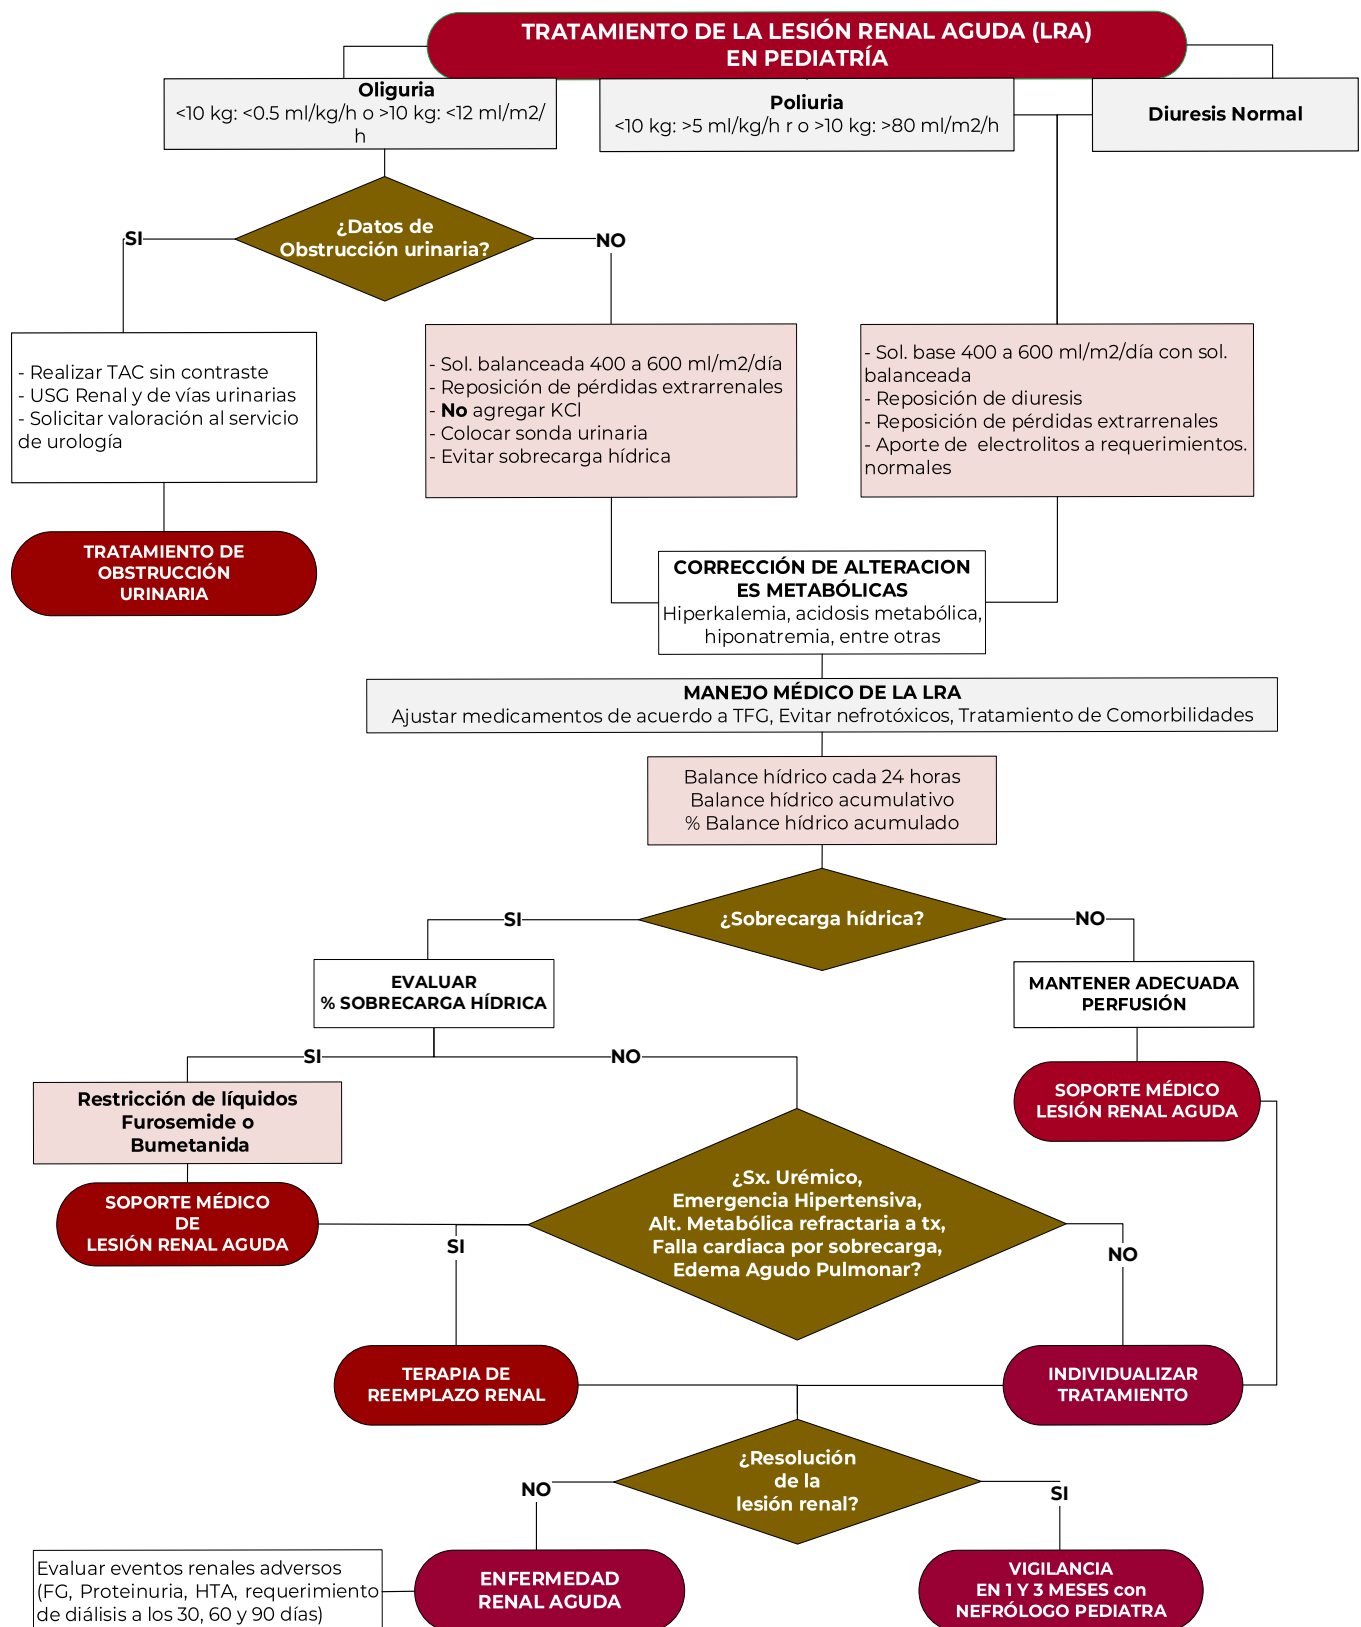 TRATAMIENTO DE LA LESIÓN RENAL AGUDA (LRA)
EN PEDIATRÍA
Oliguria
<10 kg: <0.5 ml/kg/h o >10 kg: <12 ml/m2/
h
Poliuria
<10 kg: >5 ml/kg/h r o >10 kg: >80 ml/m2/h
Diuresis Normal
¿Datos de
Obstrucción urinaria?
SI
NO
- Realizar TAC sin contraste
- USG Renal y de vías urinarias
- Solicitar valoración al servicio
de urología
- Sol. balanceada 400 a 600 ml/m2/día
- Reposición de pérdidas extrarrenales
- No agregar KCl
- Colocar sonda urinaria
- Evitar sobrecarga hídrica
- Sol. base 400 a 600 ml/m2/día con sol.
balanceada
- Reposición de diuresis
- Reposición de pérdidas extrarrenales
- Aporte de  electrolitos a requerimientos.
normales
TRATAMIENTO DE
OBSTRUCCIÓN
URINARIA
CORRECCIÓN DE ALTERACION
ES METABÓLICAS
Hiperkalemia, acidosis metabólica,
hiponatremia, entre otras
MANEJO MÉDICO DE LA LRA
Ajustar medicamentos de acuerdo a TFG, Evitar nefrotóxicos, Tratamiento de Comorbilidades
Balance hídrico cada 24 horas
Balance hídrico acumulativo
% Balance hídrico acumulado
¿Sobrecarga hídrica?
SI
NO
EVALUAR
% SOBRECARGA HÍDRICA
MANTENER ADECUADA
PERFUSIÓN
SI
NO
Restricción de líquidos
Furosemide o
Bumetanida
SOPORTE MÉDICO
LESIÓN RENAL AGUDA
SOPORTE MÉDICO
DE
LESIÓN RENAL AGUDA
¿Sx. Urémico,
Emergencia Hipertensiva,
Alt. Metabólica refractaria a tx,
Falla cardiaca por sobrecarga,
Edema Agudo Pulmonar?
SI
NO
TERAPIA DE
REEMPLAZO RENAL
INDIVIDUALIZAR
TRATAMIENTO
¿Resolución
de la
lesión renal?
NO
SI
Evaluar eventos renales adversos
(FG, Proteinuria, HTA, requerimiento
de diálisis a los 30, 60 y 90 días)
ENFERMEDAD
RENAL AGUDA
VIGILANCIA
EN 1 Y 3 MESES con
NEFRÓLOGO PEDIATRA